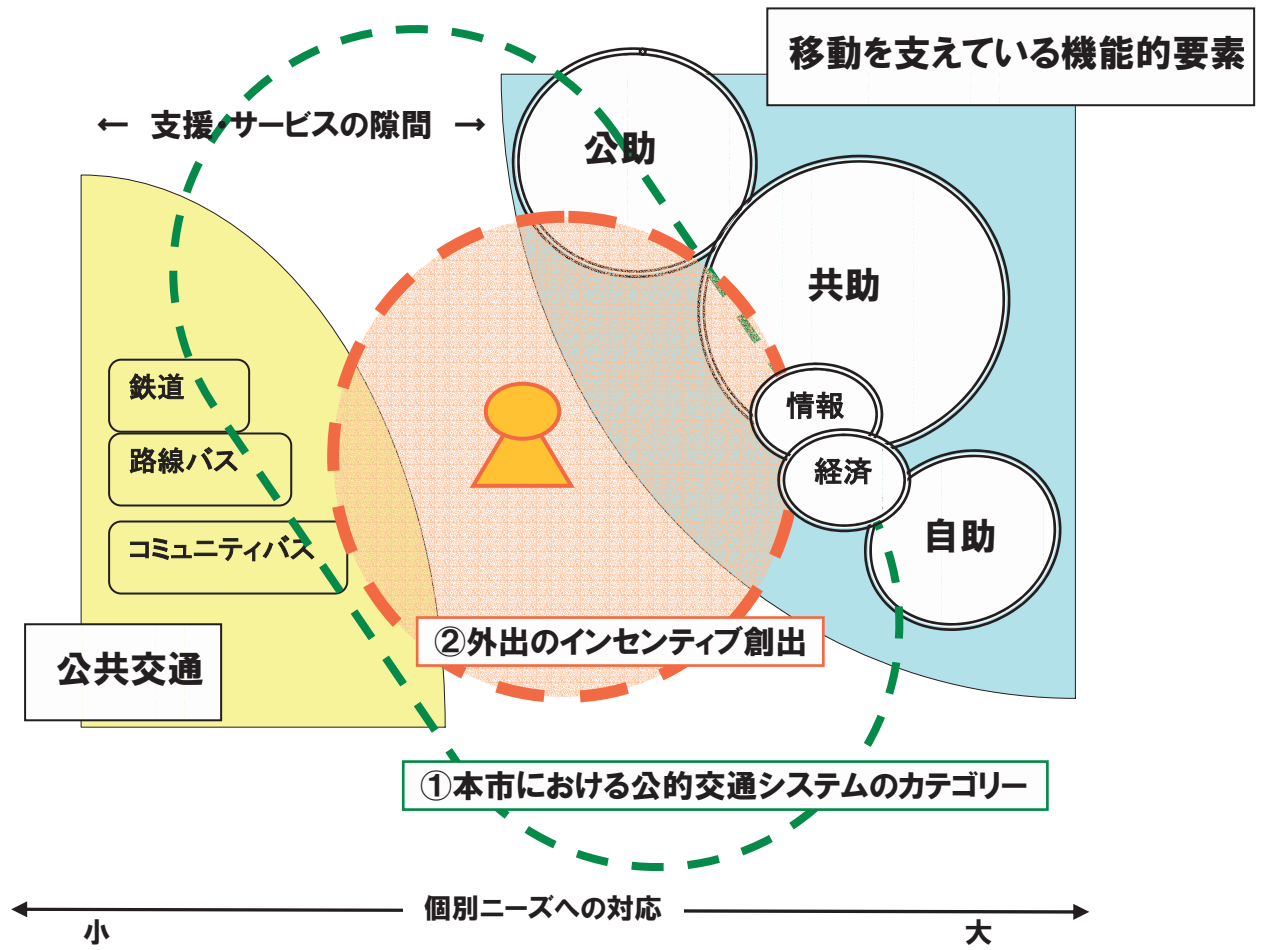 移動を支えている機能的要素
← 支援・サービスの隙間 →
公助
共助
鉄道
情報
路線バス
経済
自助
コミュニティバス
②外出のインセンティブ創出
公共交通
①本市における公的交通システムのカテゴリー
個別ニーズへの対応
小
大